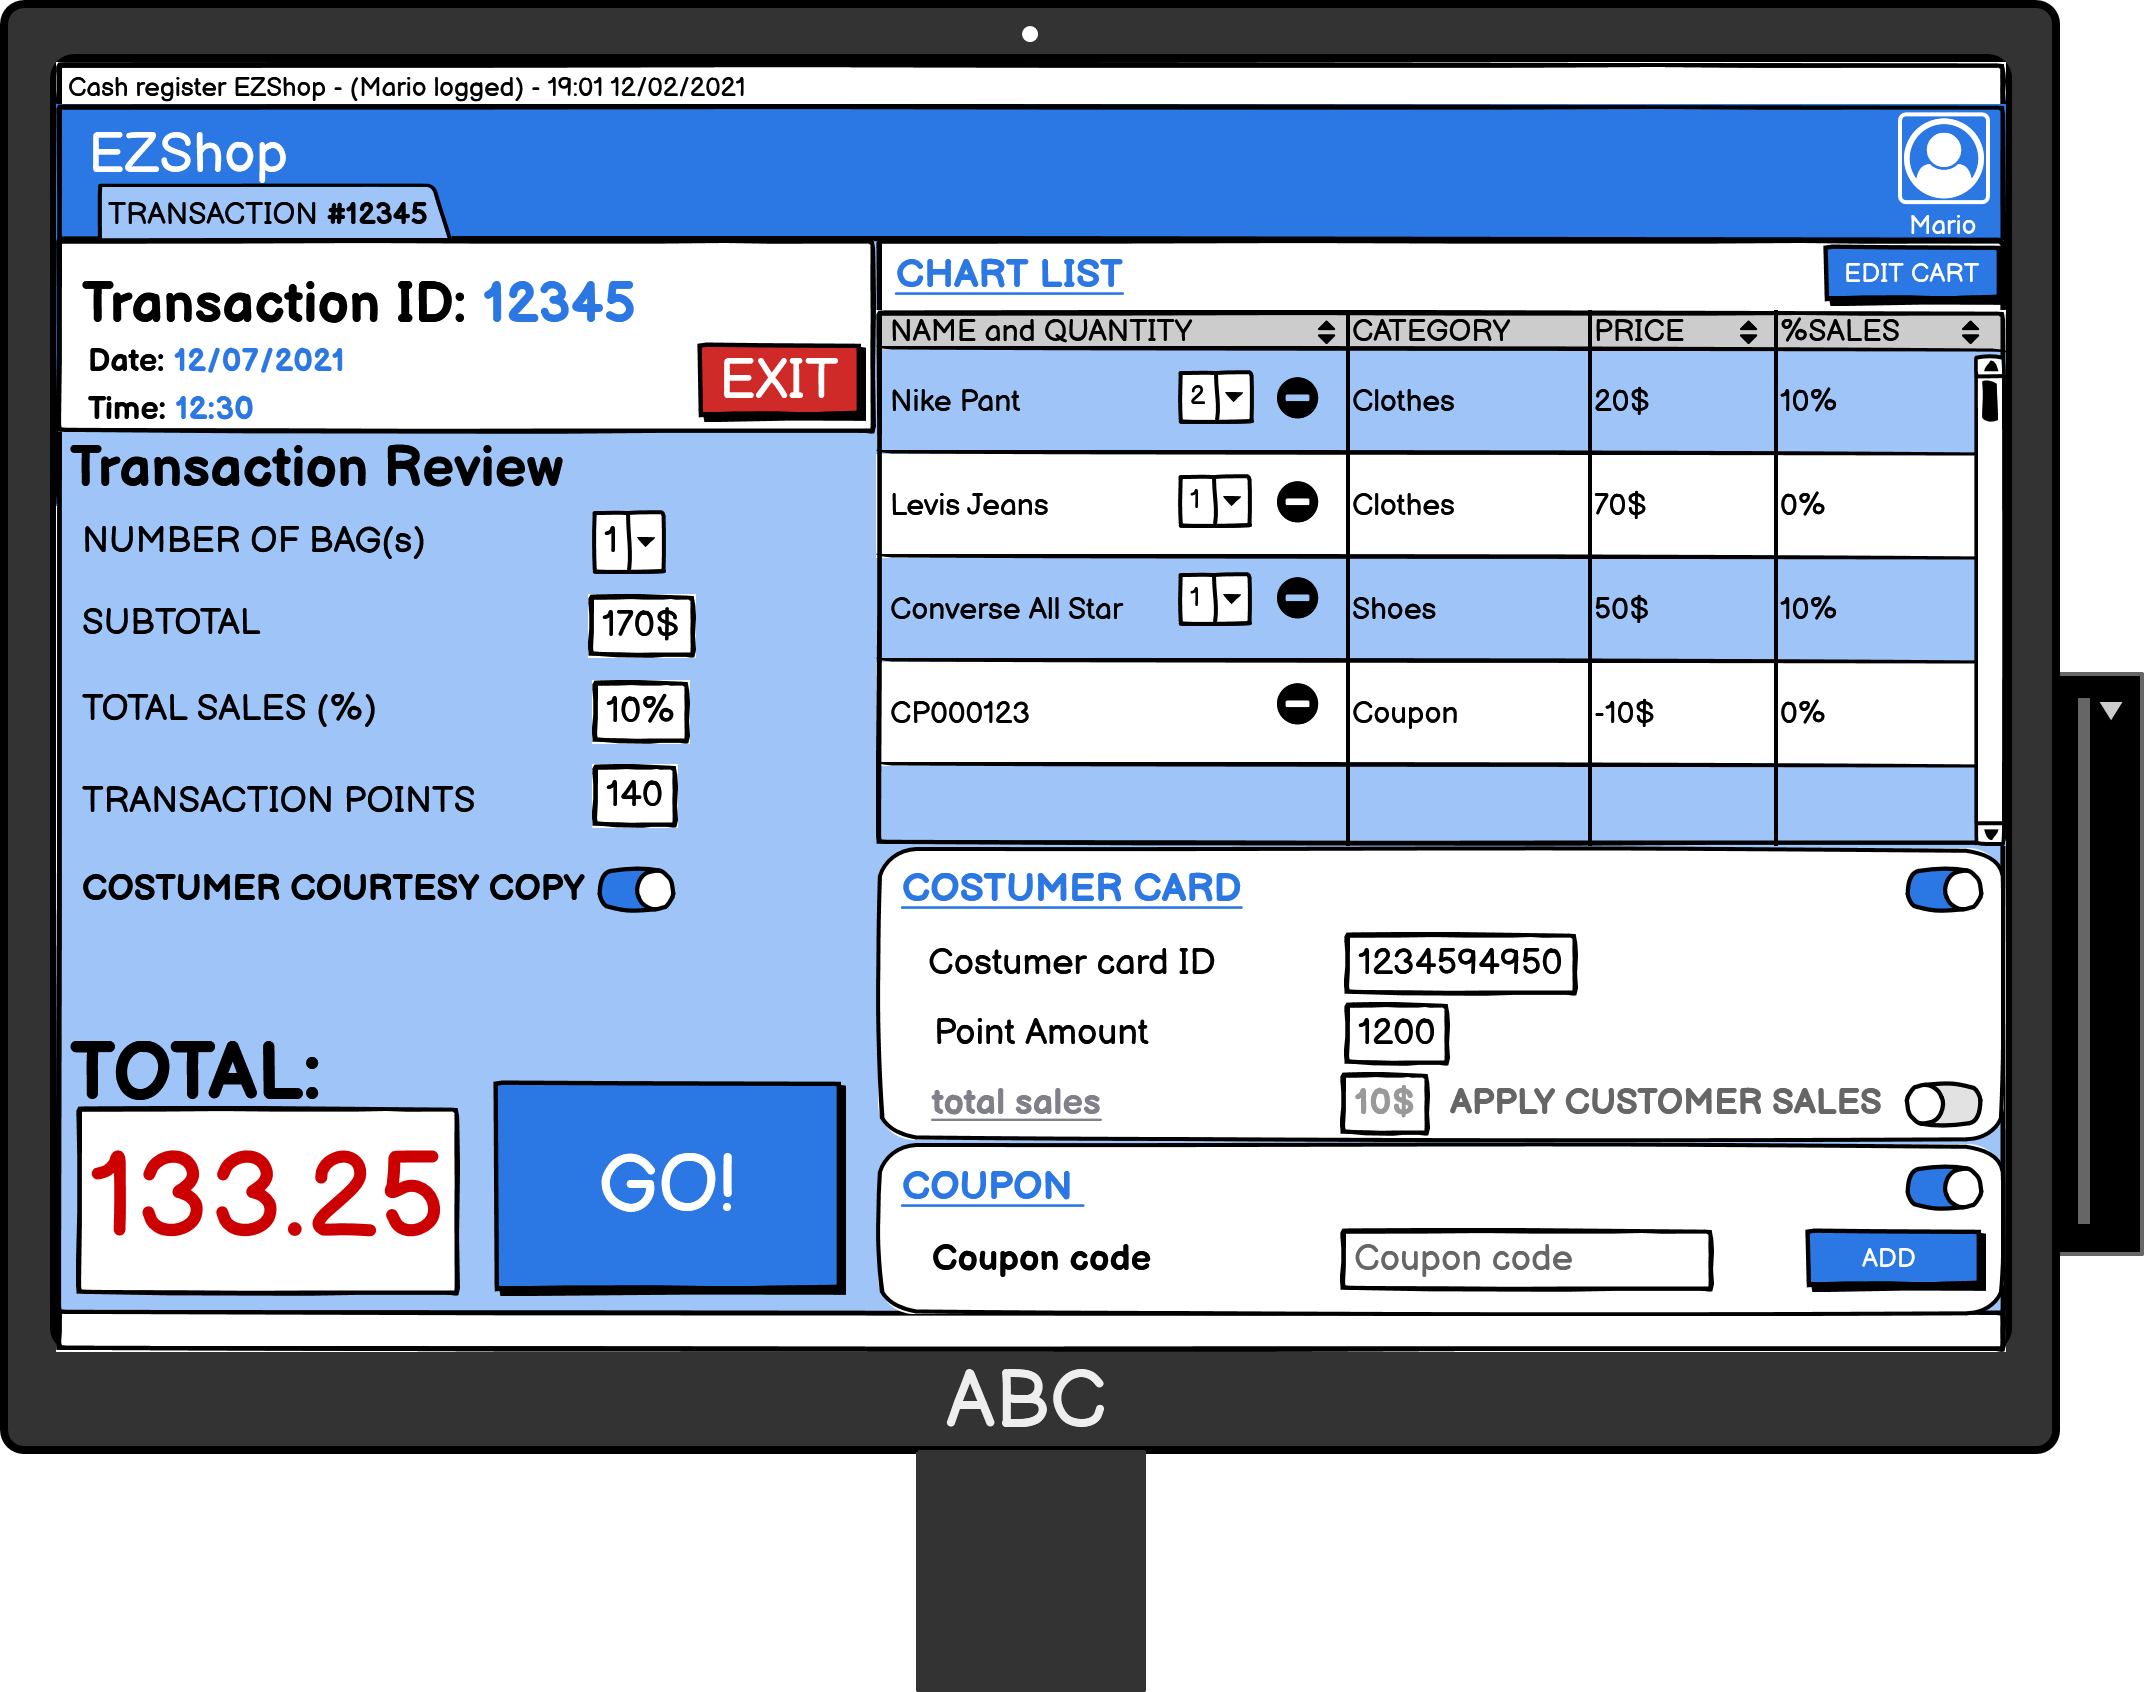 Cash register EZShop - (Mario logged) - 19:01 12/02/2021
EZShop
Mario
TRANSACTION #12345
Transaction ID: 12345
Date: 12/07/2021
Time: 12:30
EXIT
Transaction Review
NUMBER OF BAG(s) 1
SUBTOTAL 170$
TOTAL SALES (%) 10%
TRANSACTION POINTS 140
COSTUMER COURTESY COPY
TOTAL:
133.25
GO!
CHART LIST
EDIT CART
NAME and QUANTITY CATEGORY PRICE %SALES
Nike Pant 2 Clothes 20$ 10%
Levis Jeans 1 Clothes 70$ 0%
Converse All Star 1 Shoes 50$ 10%
CP000123 Coupon -10$ 0%
COSTUMER CARD
Costumer card ID 1234594950
Point Amount 1200
total sales 10$ APPLY CUSTOMER SALES
COUPON
Coupon code Coupon code ADD
ABC